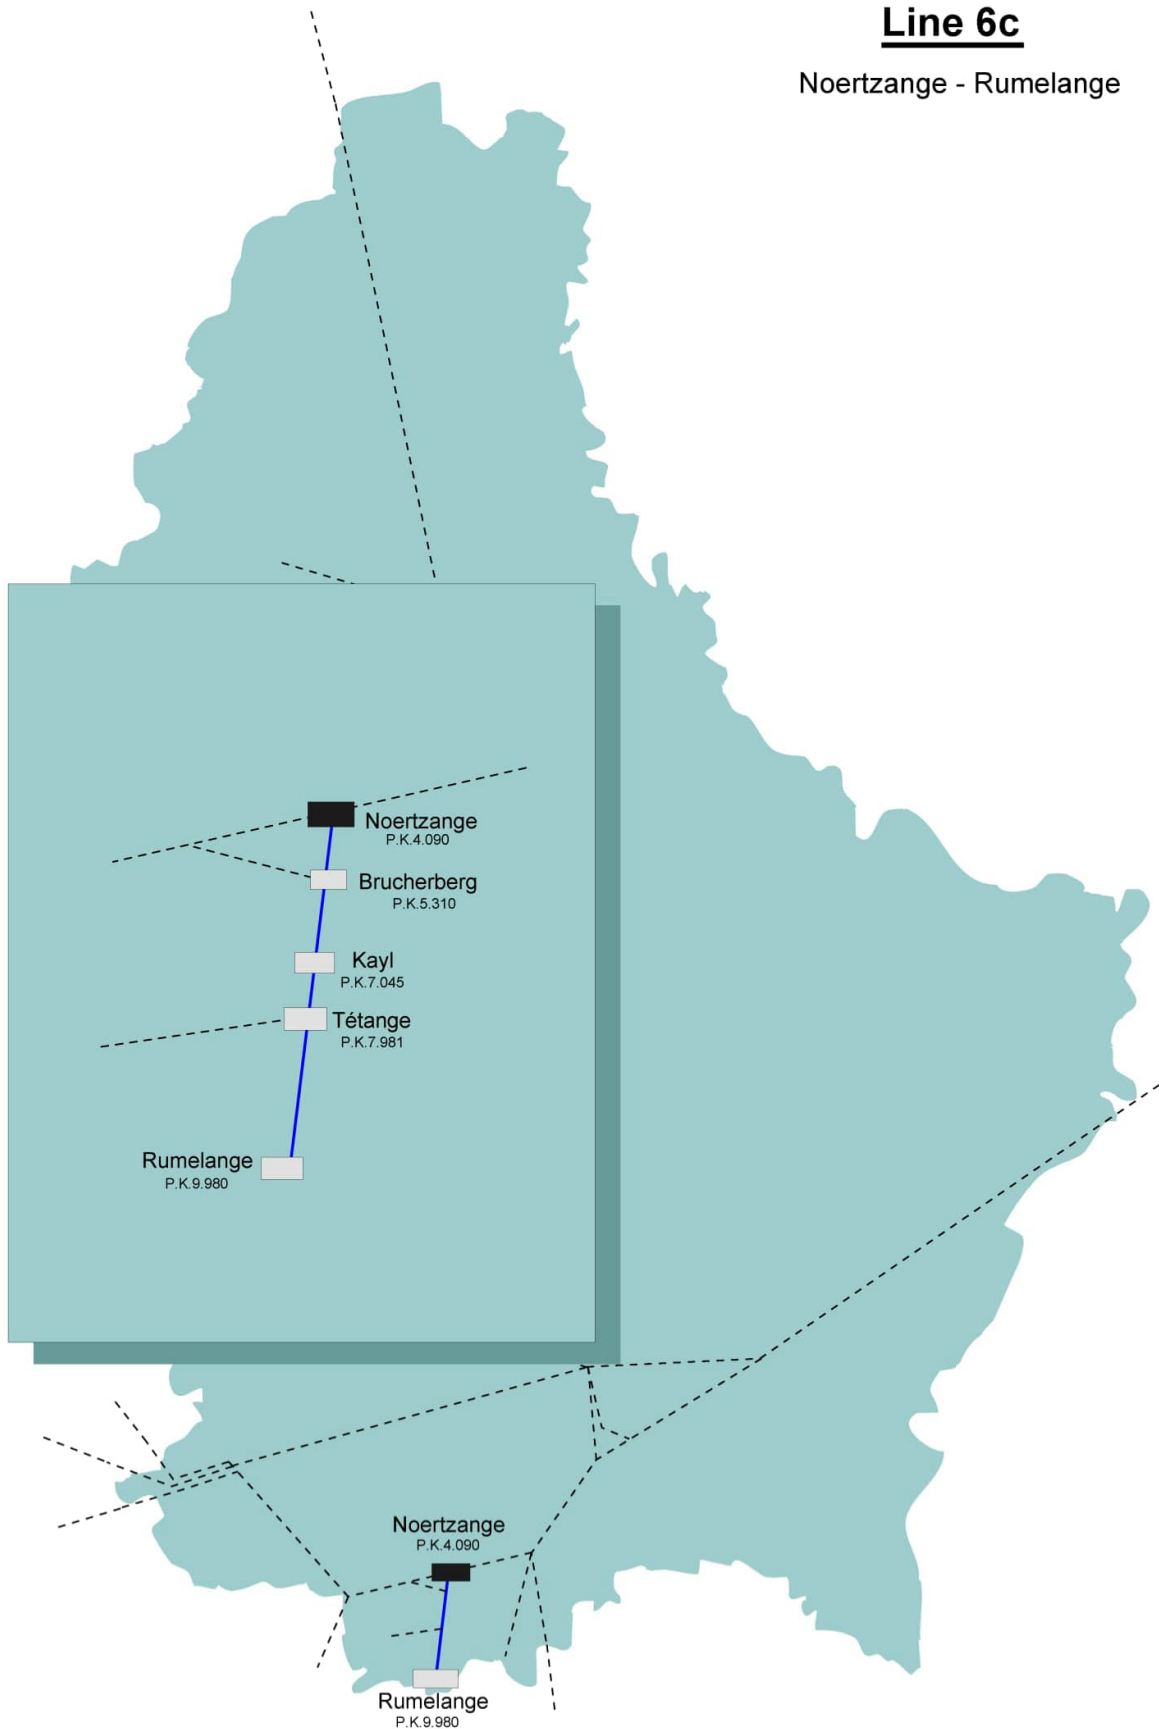 Line 6c
Noertzange - Rumelange
Noertzange
P.K.4.090
Brucherberg
P.K.5.310
Kayl
P.K.7.045
Tétange
P.K.7.981
Rumelange
P.K.9.980
Noertzange
P.K.4.090
Rumelange
P.K.9.980